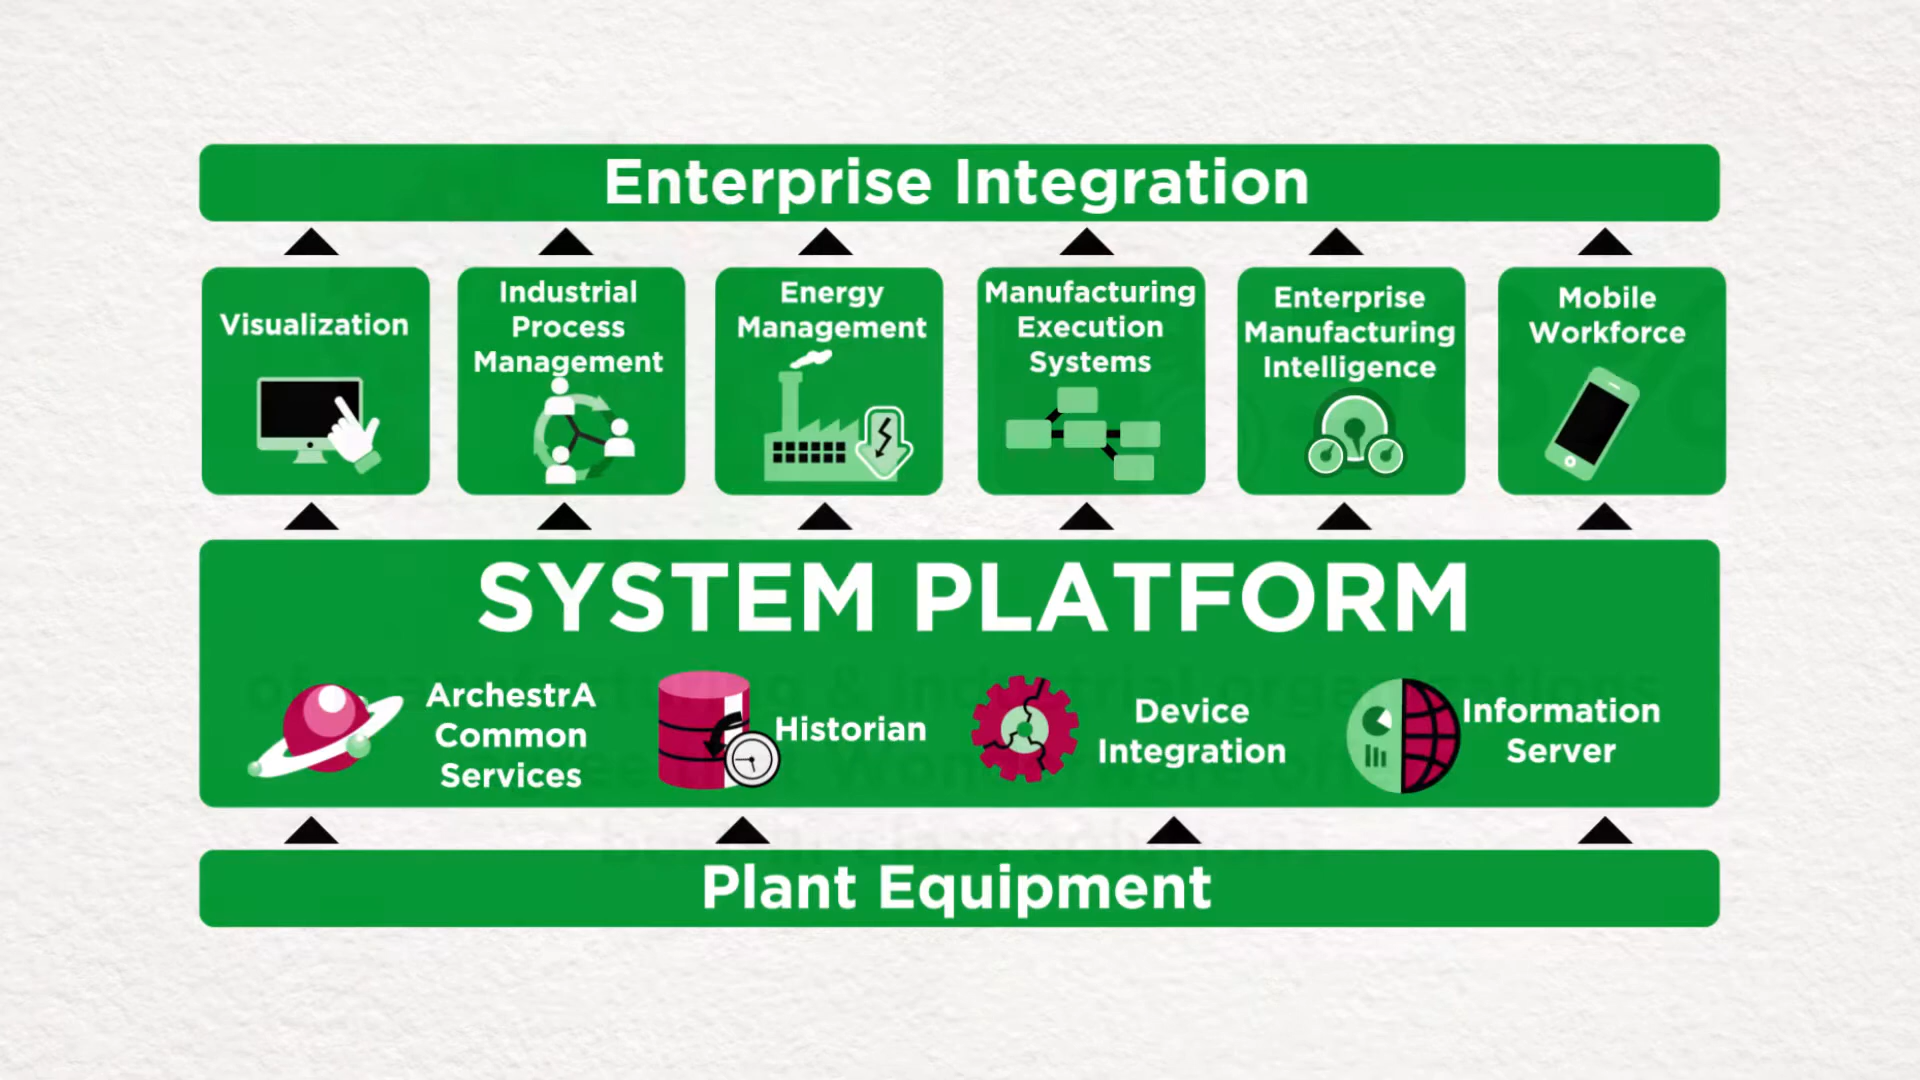 Enterprise Integration
Visualization
Industrial
Process
Management
Energy
Management
Manufacturing
Execution
Systems
Enterprise
Manufacturing
Intelligence
Mobile
Workforce
SYSTEM PLATFORM
ArchestrA
Common
Services
Historian
Device
Integration
Information
Server
Plant Equipment